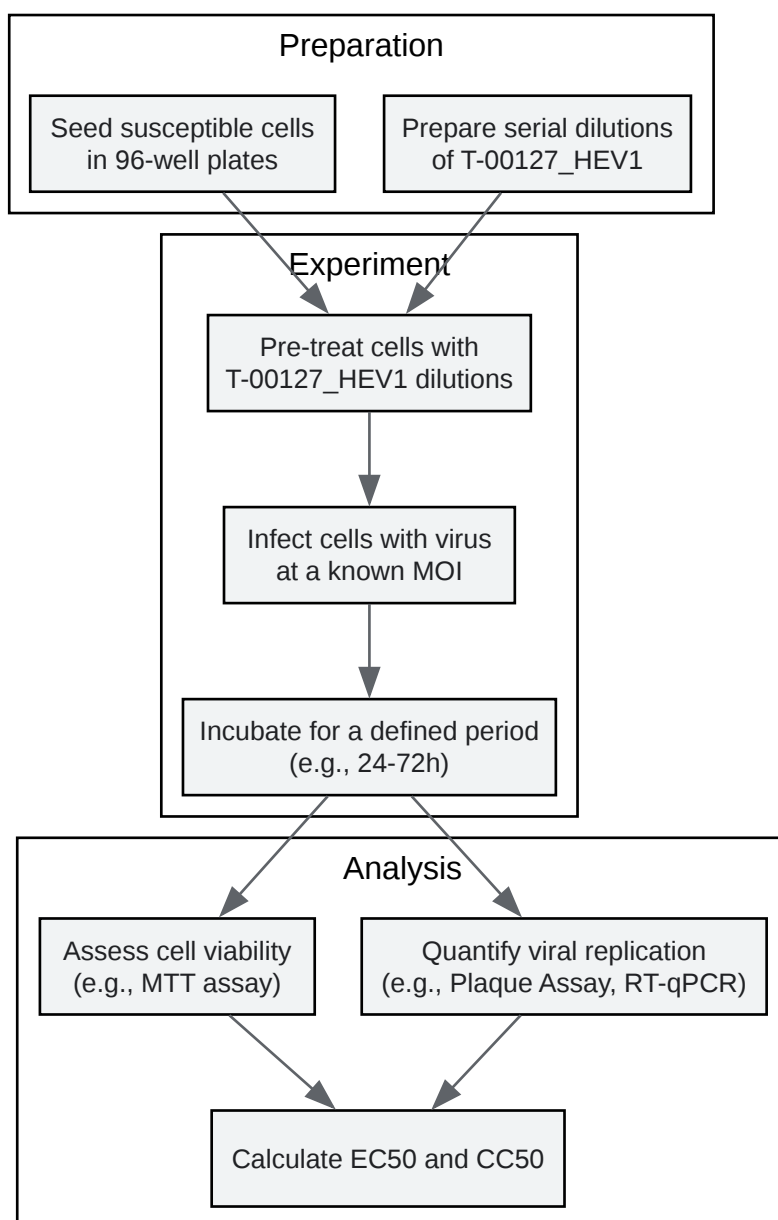 Preparation
Seed susceptible cells
in 96-well plates
Prepare serial dilutions
of T-00127_HEV1
Experiment
Pre-treat cells with
T-00127_HEV1 dilutions
Infect cells with virus
at a known MOI
Incubate for a defined period
(e.g., 24-72h)
Analysis
Assess cell viability
(e.g., MTT assay)
Quantify viral replication
(e.g., Plaque Assay, RT-qPCR)
Calculate EC50 and CC50